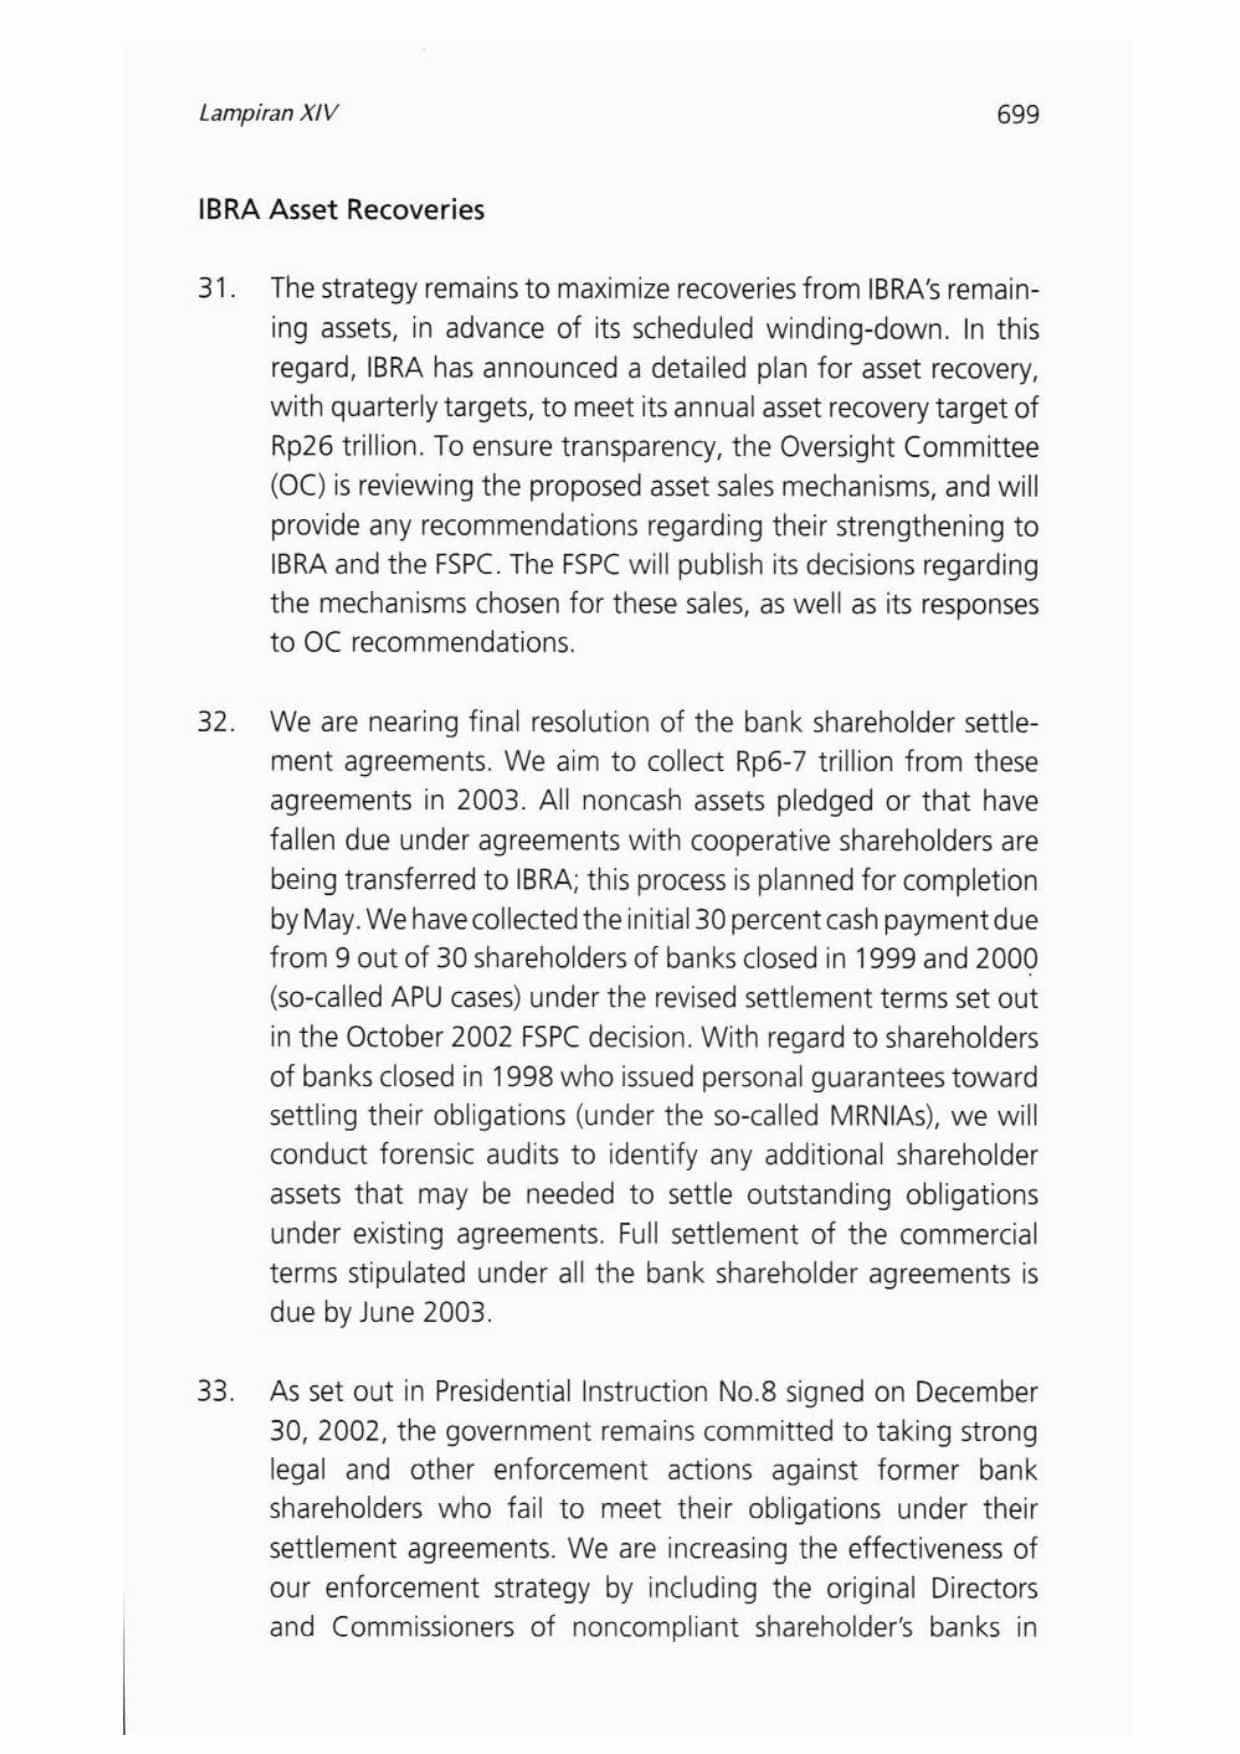 Lampiran XIV
699
IBRA Asset Recoveries
31. The strategy remains to maximize recoveries from IBRA's remain-
ing assets, in advance of its scheduled winding-down. In this
regard, IBRA has announced a detailed plan for asset recovery,
with quarterly targets, to meet its annual asset recovery target of
Rp26 trillion. To ensure transparency, the Oversight Committee
(OC) is reviewing the proposed asset sales mechanisms, and will
provide any recommendations regarding their strengthening to
IBRA and the FSPC. The FSPC will publish its decisions regarding
the mechanisms chosen for these sales, as well as its responses
to OC recommendations.
32. We are nearing final resolution of the bank shareholder settle-
ment agreements. We aim to collect Rp6-7 trillion from these
agreements in 2003. All noncash assets pledged or that have
fallen due under agreements with cooperative shareholders are
being transferred to IBRA; this process is planned for completion
by May. We have collected the initial 30 percent cash payment due
from 9 out of 30 shareholders of banks closed in 1999 and 2000
(so-called APU cases) under the revised settlement terms set out
in the October 2002 FSPC decision. With regard to shareholders
of banks closed in 1998 who issued personal guarantees toward
settling their obligations (under the so-called MRNIAs), we will
conduct forensic audits to identify any additional shareholder
assets that may be needed to settle outstanding obligations
under existing agreements. Full settlement of the commercial
terms stipulated under all the bank shareholder agreements is
due by June 2003.
33. As set out in Presidential Instruction No.8 signed on December
30, 2002, the government remains committed to taking strong
legal and other enforcement actions against former bank
shareholders who fail to meet their obligations under their
settlement agreements. We are increasing the effectiveness of
our enforcement strategy by including the original Directors
and Commissioners of noncompliant shareholder's banks in